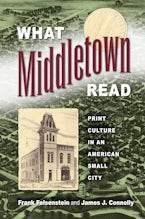 WHAT
Middletown
READ
PRINT
CULTURE
IN AN
AMERICAN
SMALL
CITY
Frank Felsenstein and James J. Connolly